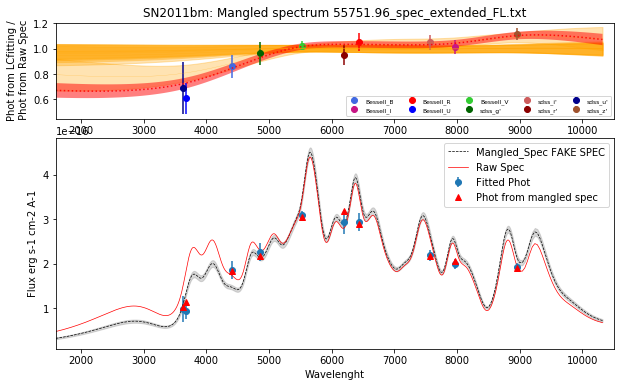 SN2011bm: Mangled spectrum 55751.96_spec_extended_FL.txt
Phot from LCfitting /
Phot from Raw Spec
1.2
1.0
0.8
0.6
Bessell_B
Bessell_R
Bessell_V
sdss_i'
sdss_u'
Bessell_I
Bessell_U
sdss_g'
sdss_r'
sdss_z'
2000
3000
4000
5000
6000
7000
8000
9000
10000
Flux erg s-1 cm-2 A-1
4
3
2
1
Mangled_Spec FAKE SPEC
Raw Spec
Fitted Phot
Phot from mangled spec
2000
3000
4000
5000
6000
7000
8000
9000
10000
Wavelenght